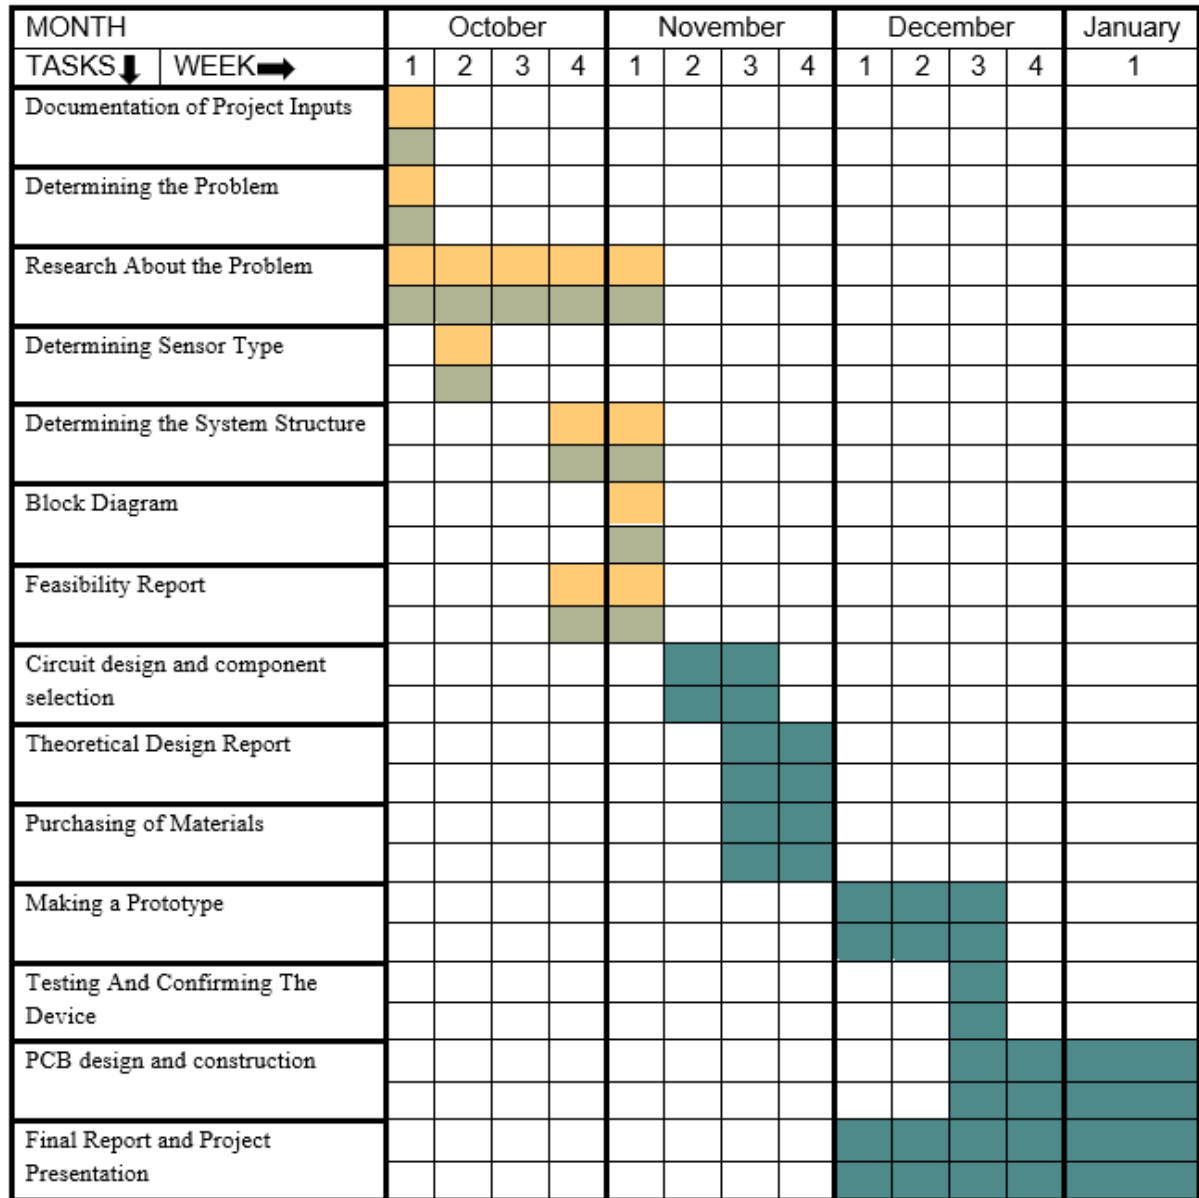 MONTH October November December January
TASKS WEEK 1 2 3 4 1 2 3 4 1 2 3 4 1
Documentation of Project Inputs
Determining the Problem
Research About the Problem
Determining Sensor Type
Determining the System Structure
Block Diagram
Feasibility Report
Circuit design and component
selection
Theoretical Design Report
Purchasing of Materials
Making a Prototype
Testing And Confirming The
Device
PCB design and construction
Final Report and Project
Presentation